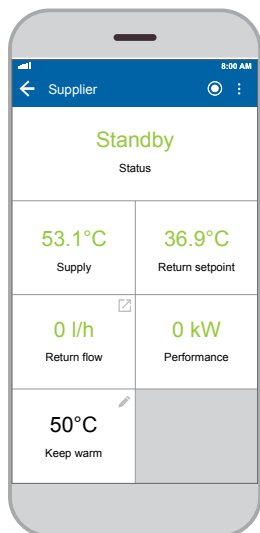 8:00 AM
Supplier
Standby
Status
53.1°C
36.9°C
Supply
Return setpoint
0 l/h
0 kW
Return flow
Performance
50°C
Keep warm